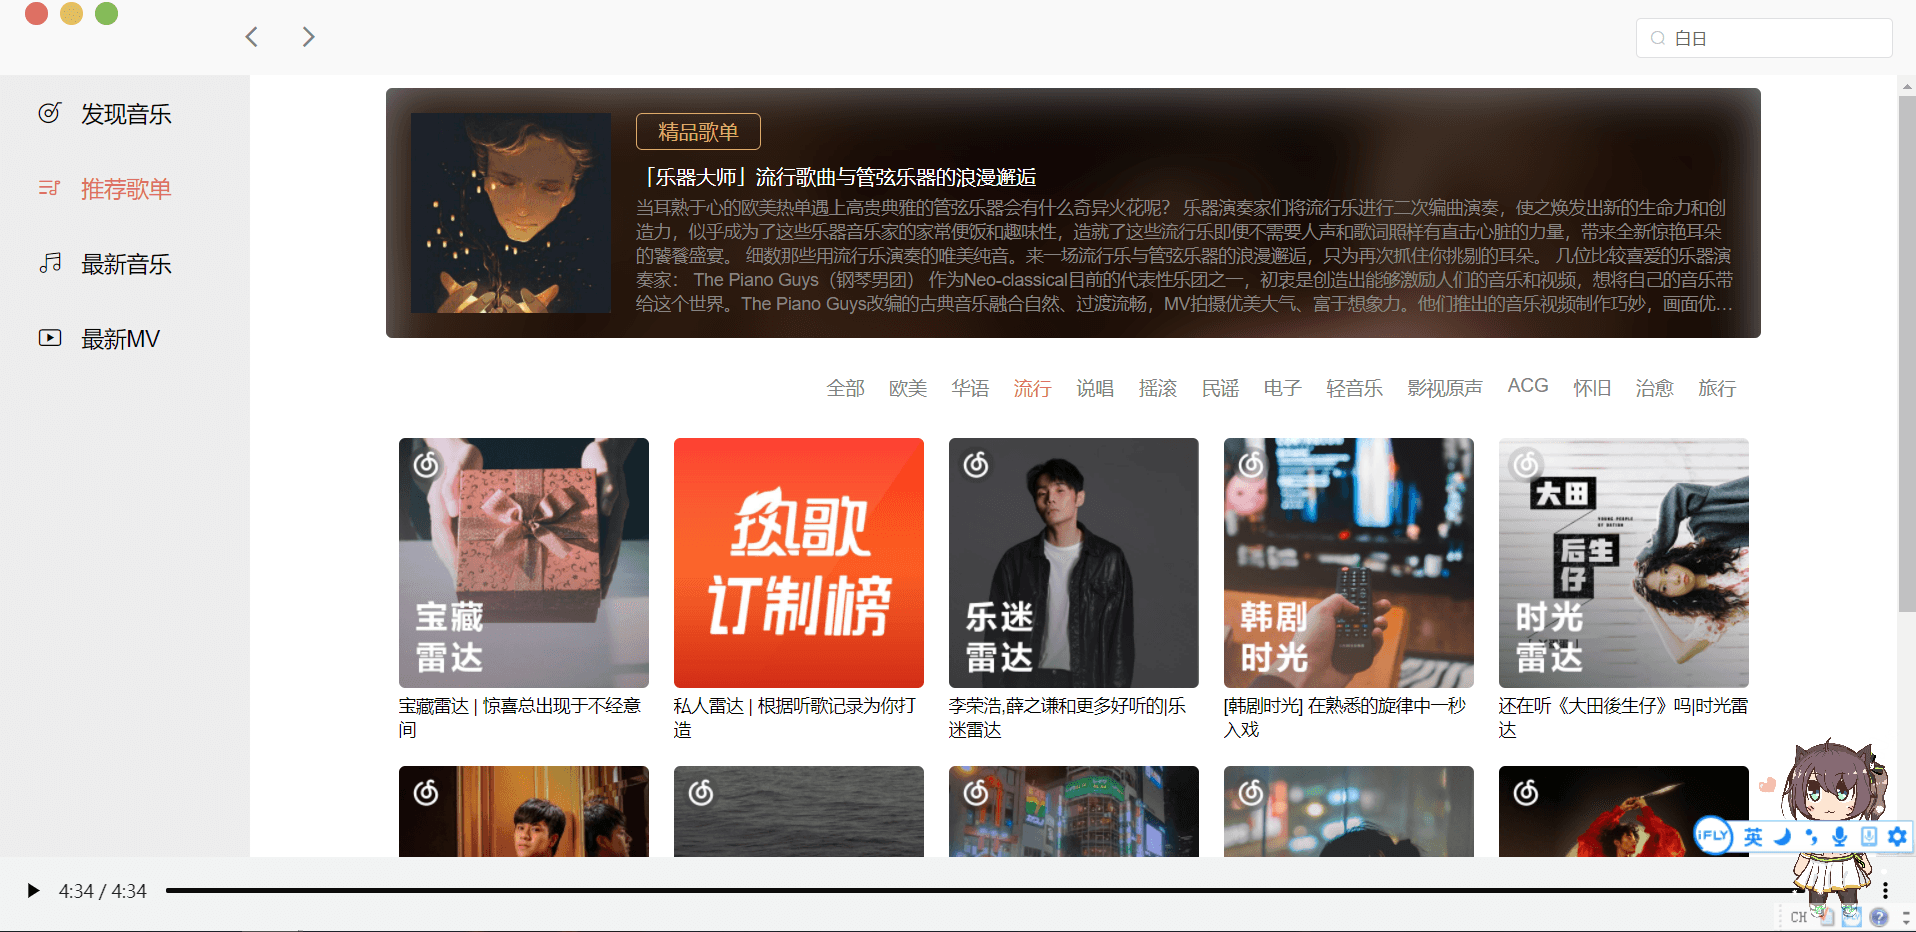 白日
发现音乐
推荐歌单
最新音乐
最新MV
精品歌单
「乐器大师」流行歌曲与管弦乐器的浪漫邂逅
当耳熟于心的欧美热单遇上高贵典雅的管弦乐器会有什么奇异火花呢？ 乐器演奏家们将流行乐进行二次编曲演奏，使之焕发出新的生命力和创
造力，似乎成为了这些乐器音乐家的家常便饭和趣味性，造就了这些流行乐即便不需要人声和歌词照样有直击心脏的力量，带来全新惊艳耳朵
的饕餮盛宴。 细数那些用流行乐演奏的唯美纯音。来一场流行乐与管弦乐器的浪漫邂逅，只为再次抓住你挑剔的耳朵。 几位比较喜爱的乐器演
奏家： The Piano Guys（钢琴男团） 作为Neo-classical目前的代表性乐团之一，初衷是创造出能够激励人们的音乐和视频，想将自己的音乐带
给这个世界。The Piano Guys改编的古典音乐融合自然、过渡流畅，MV拍摄优美大气、富于想象力。他们推出的音乐视频制作巧妙，画面优…
全部 欧美 华语 流行 说唱 摇滚 民谣 电子 轻音乐 影视原声 ACG 怀旧 治愈 旅行
宝藏
雷达
热歌
订制榜
乐迷
雷达
韩剧
时光
SAMSUNG
大田
YOUNG PEOPLE
后生
仔
时光
雷达
宝藏雷达 | 惊喜总出现于不经意
间
私人雷达 | 根据听歌记录为你打
造
李荣浩,薛之谦和更多好听的|乐
迷雷达
[韩剧时光] 在熟悉的旋律中一秒
入戏
还在听《大田後生仔》吗|时光雷
达
iFLY 英
4:34 / 4:34
CH